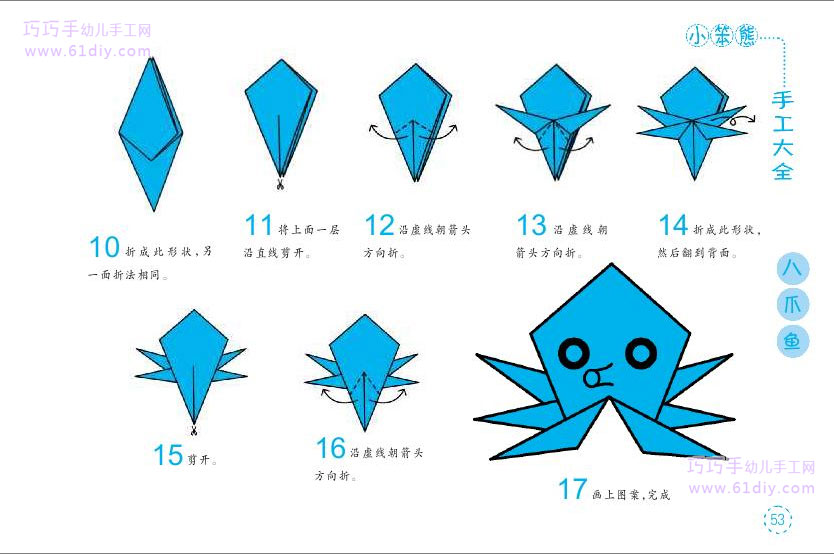 巧巧手幼儿手工网
www.61diy.com
小笨熊
手工大全
10 折成此形状，另
一面折法相同。
11 将上面一层
沿直线剪开。
12 沿虚线朝箭头
方向折。
13 沿虚线朝
箭头方向折。
14 折成此形状，
然后翻到背面。
八爪鱼
15 剪开。
16 沿虚线朝箭头
方向折。
17 画上图案，完成
巧巧手幼儿手工网
www.61diy.com
53